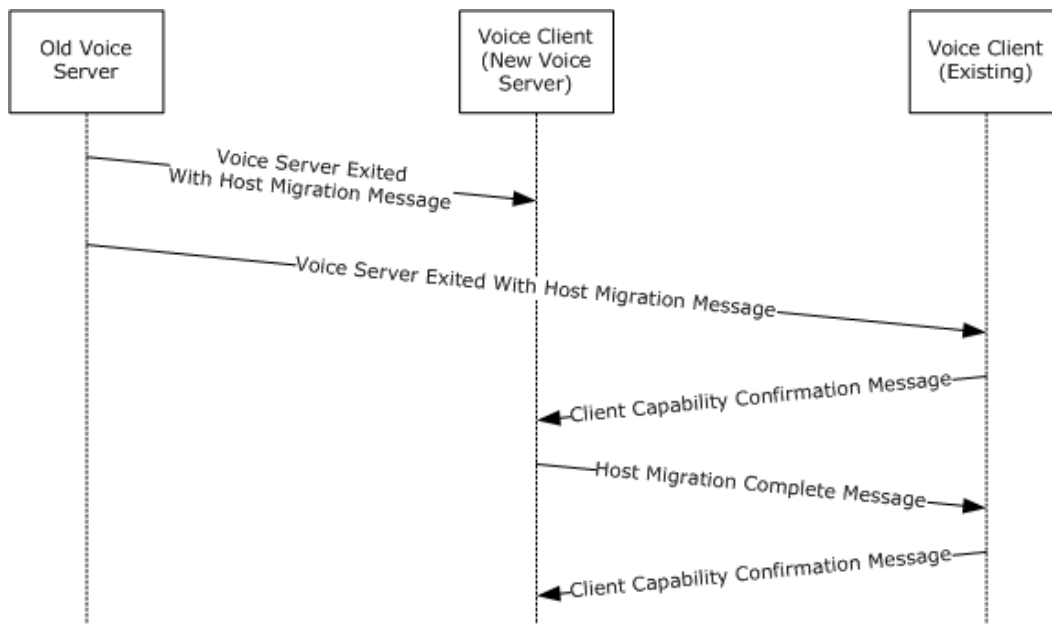 Old Voice
Server
Voice Client
(New Voice
Server)
Voice Client
(Existing)
Voice Server Exited
With Host Migration Message
Voice Server Exited With Host Migration Message
Client Capability Confirmation Message
Host Migration Complete Message
Client Capability Confirmation Message